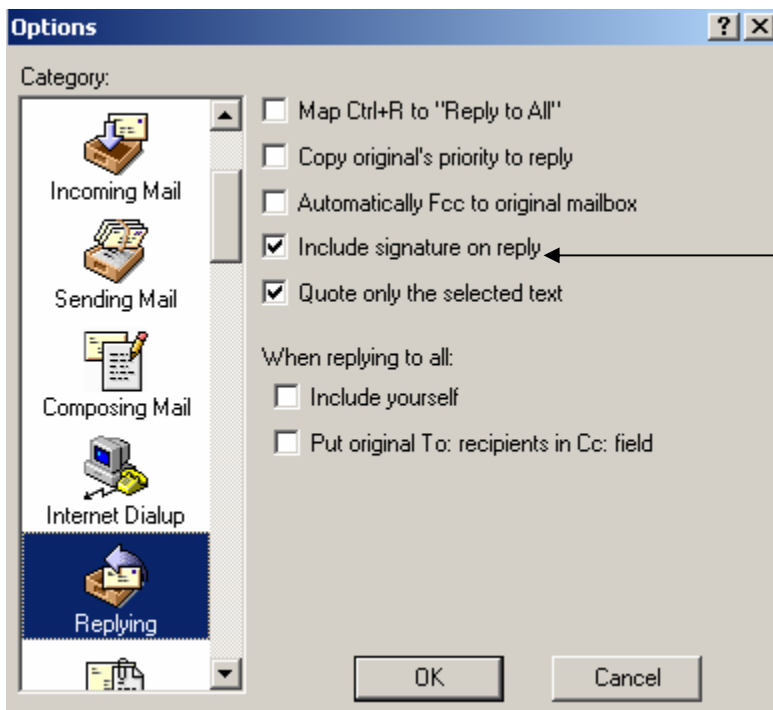 Options
Category:
Incoming Mail
Sending Mail
Composing Mail
Internet Dialup
Replying
Map Ctrl+R to "Reply to All"
Copy original's priority to reply
Automatically Fcc to original mailbox
Include signature on reply
Quote only the selected text
When replying to all:
Include yourself
Put original To: recipients in Cc: field
OK
Cancel